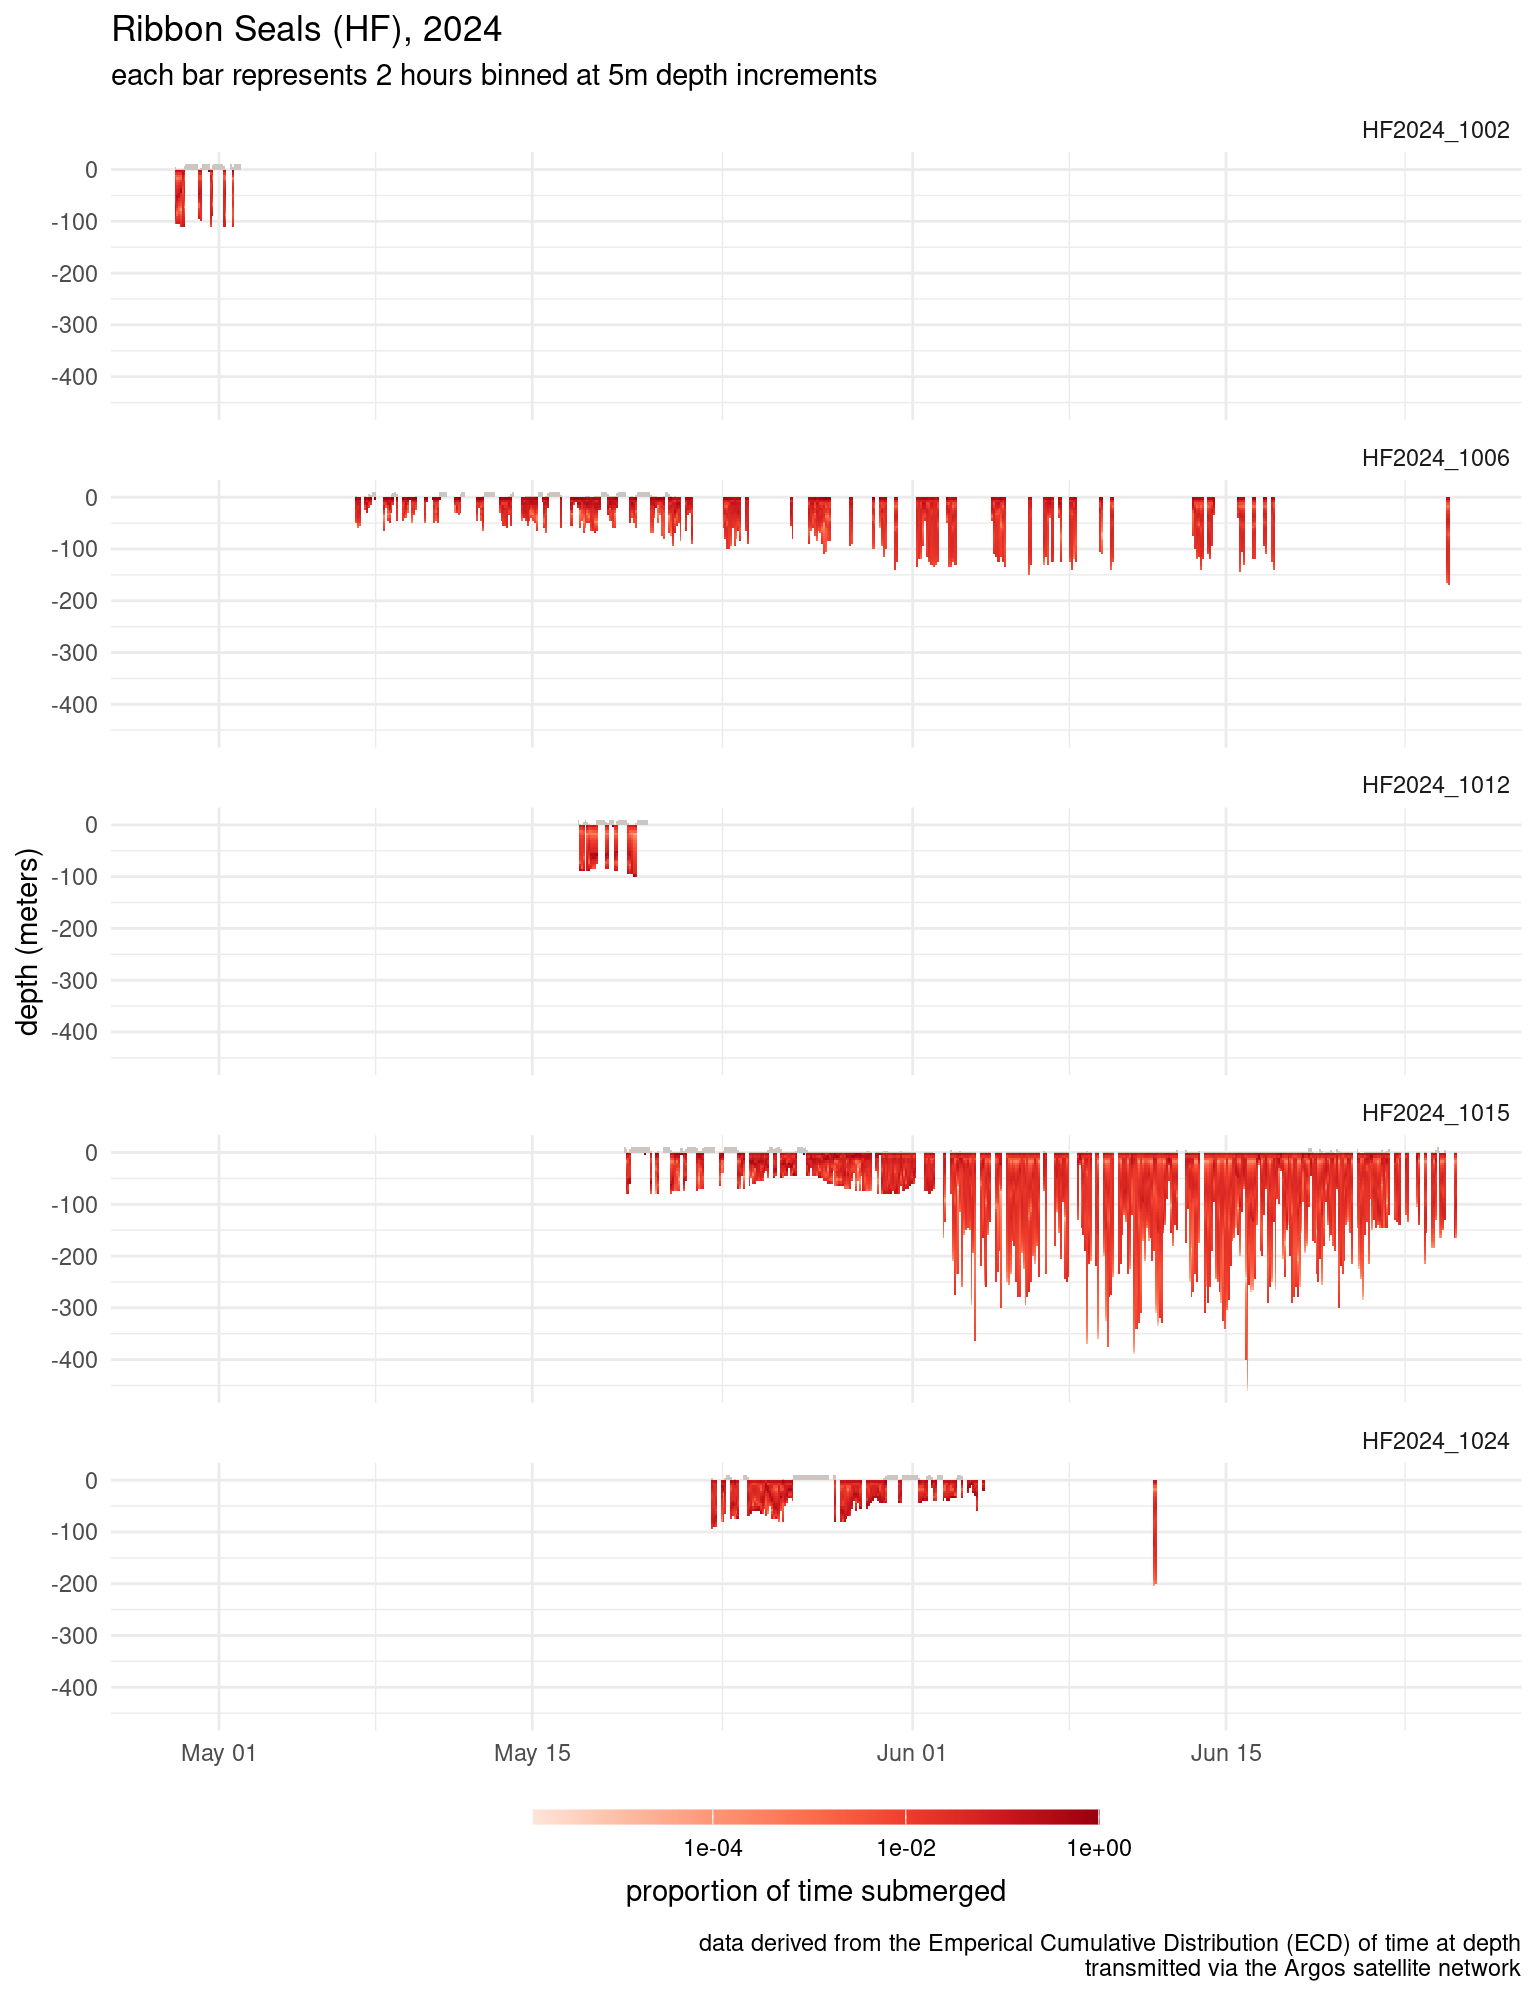 Ribbon Seals (HF), 2024
each bar represents 2 hours binned at 5m depth increments
HF2024_1002
0
-100
-200
-300
-400
HF2024_1006
0
-100
-200
-300
-400
HF2024_1012
0
-100
-200
-300
-400
depth (meters)
HF2024_1015
0
-100
-200
-300
-400
HF2024_1024
0
-100
-200
-300
-400
May 01 May 15 Jun 01 Jun 15
1e-04 1e-02 1e+00
proportion of time submerged
data derived from the Emperical Cumulative Distribution (ECD) of time at depth
transmitted via the Argos satellite network